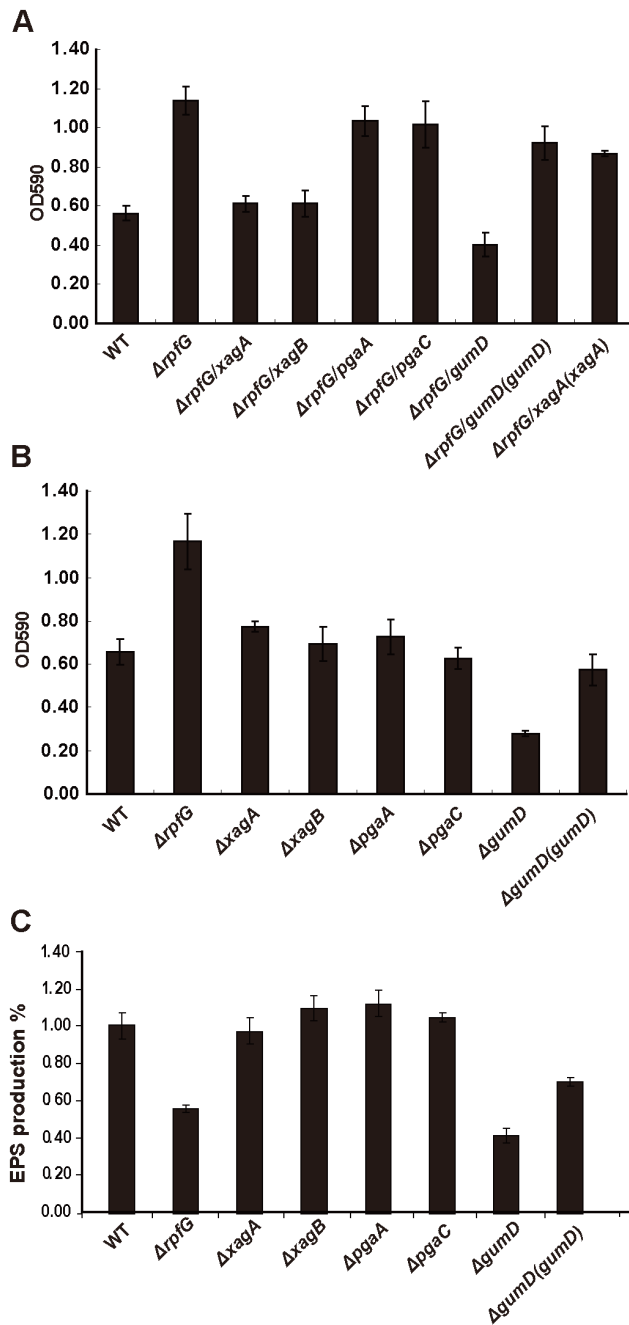 A
OD590
1.40
1.20
1.00
0.80
0.60
0.40
0.20
0.00
WT
ΔrpfG
ΔrpfG/xagA
ΔrpfG/xagB
ΔrpfG/pgaA
ΔrpfG/pgaC
ΔrpfG/gumD
ΔrpfG/gumD(gumD)
ΔrpfG/xagA(xagA)
B
OD590
1.40
1.20
1.00
0.80
0.60
0.40
0.20
0.00
WT
ΔrpfG
ΔxagA
ΔxagB
ΔpgaA
ΔpgaC
ΔgumD
ΔgumD(gumD)
C
EPS production %
1.40
1.20
1.00
0.80
0.60
0.40
0.20
0.00
WT
ΔrpfG
ΔxagA
ΔxagB
ΔpgaA
ΔpgaC
ΔgumD
ΔgumD(gumD)